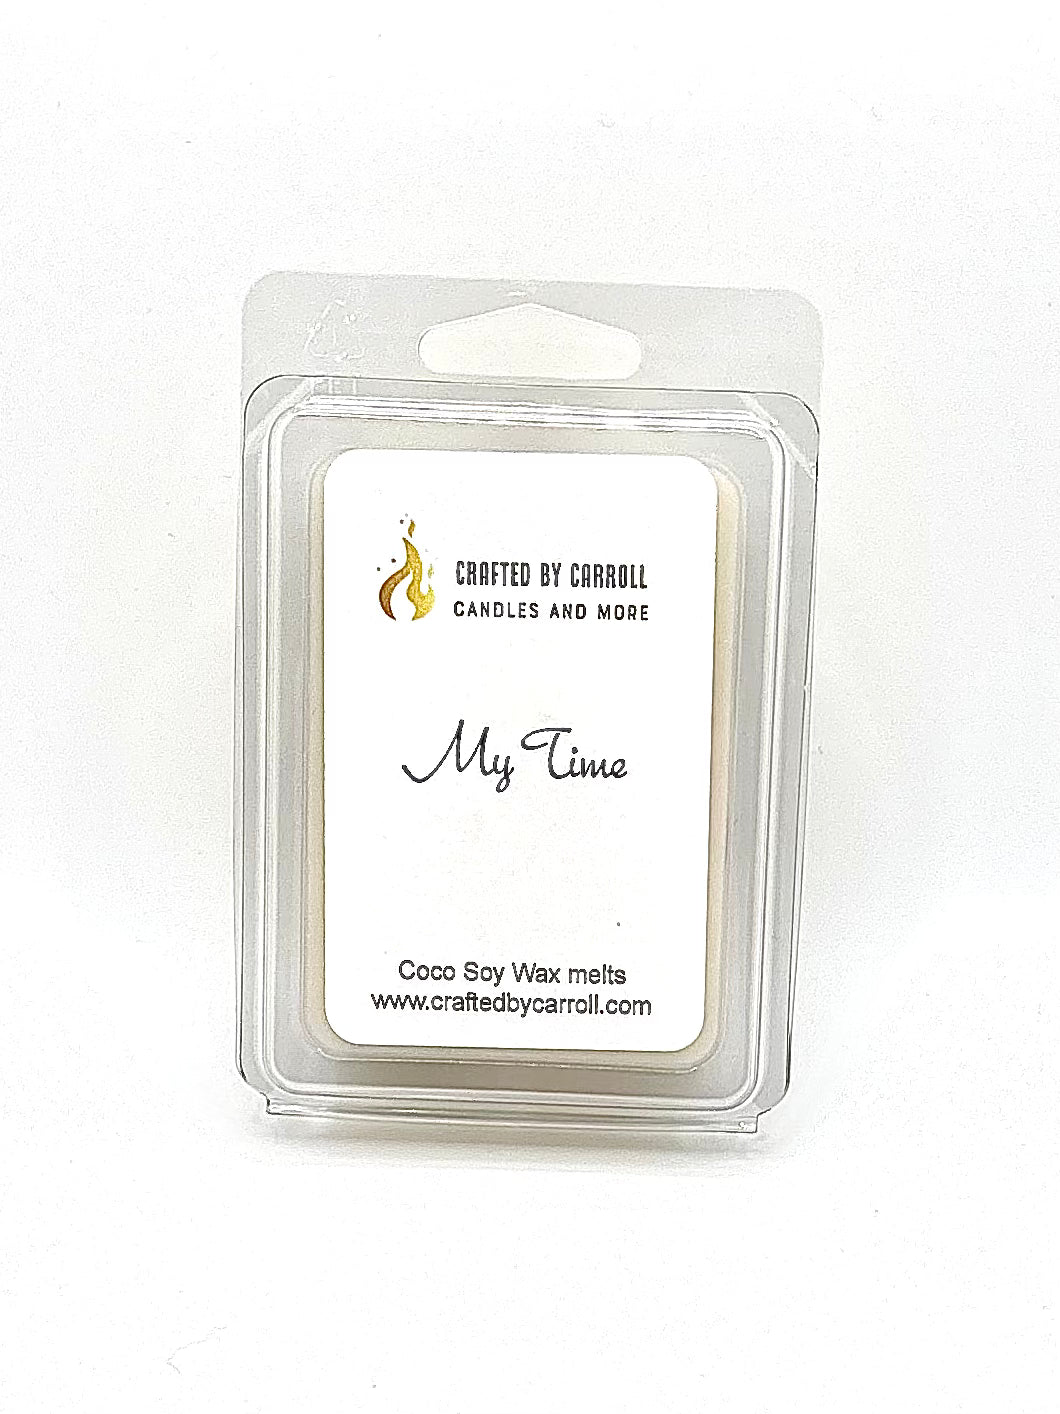 CRAFTED BY CARROLL
CANDLES AND MORE
My Time
Coco Soy Wax melts
www.craftedbycarroll.com